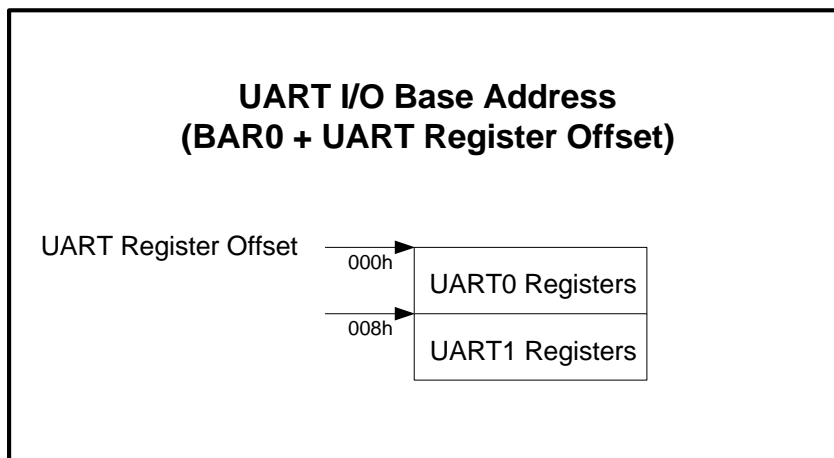 UART I/O Base Address
(BAR0 + UART Register Offset)
UART Register Offset
000h
UART0 Registers
008h
UART1 Registers